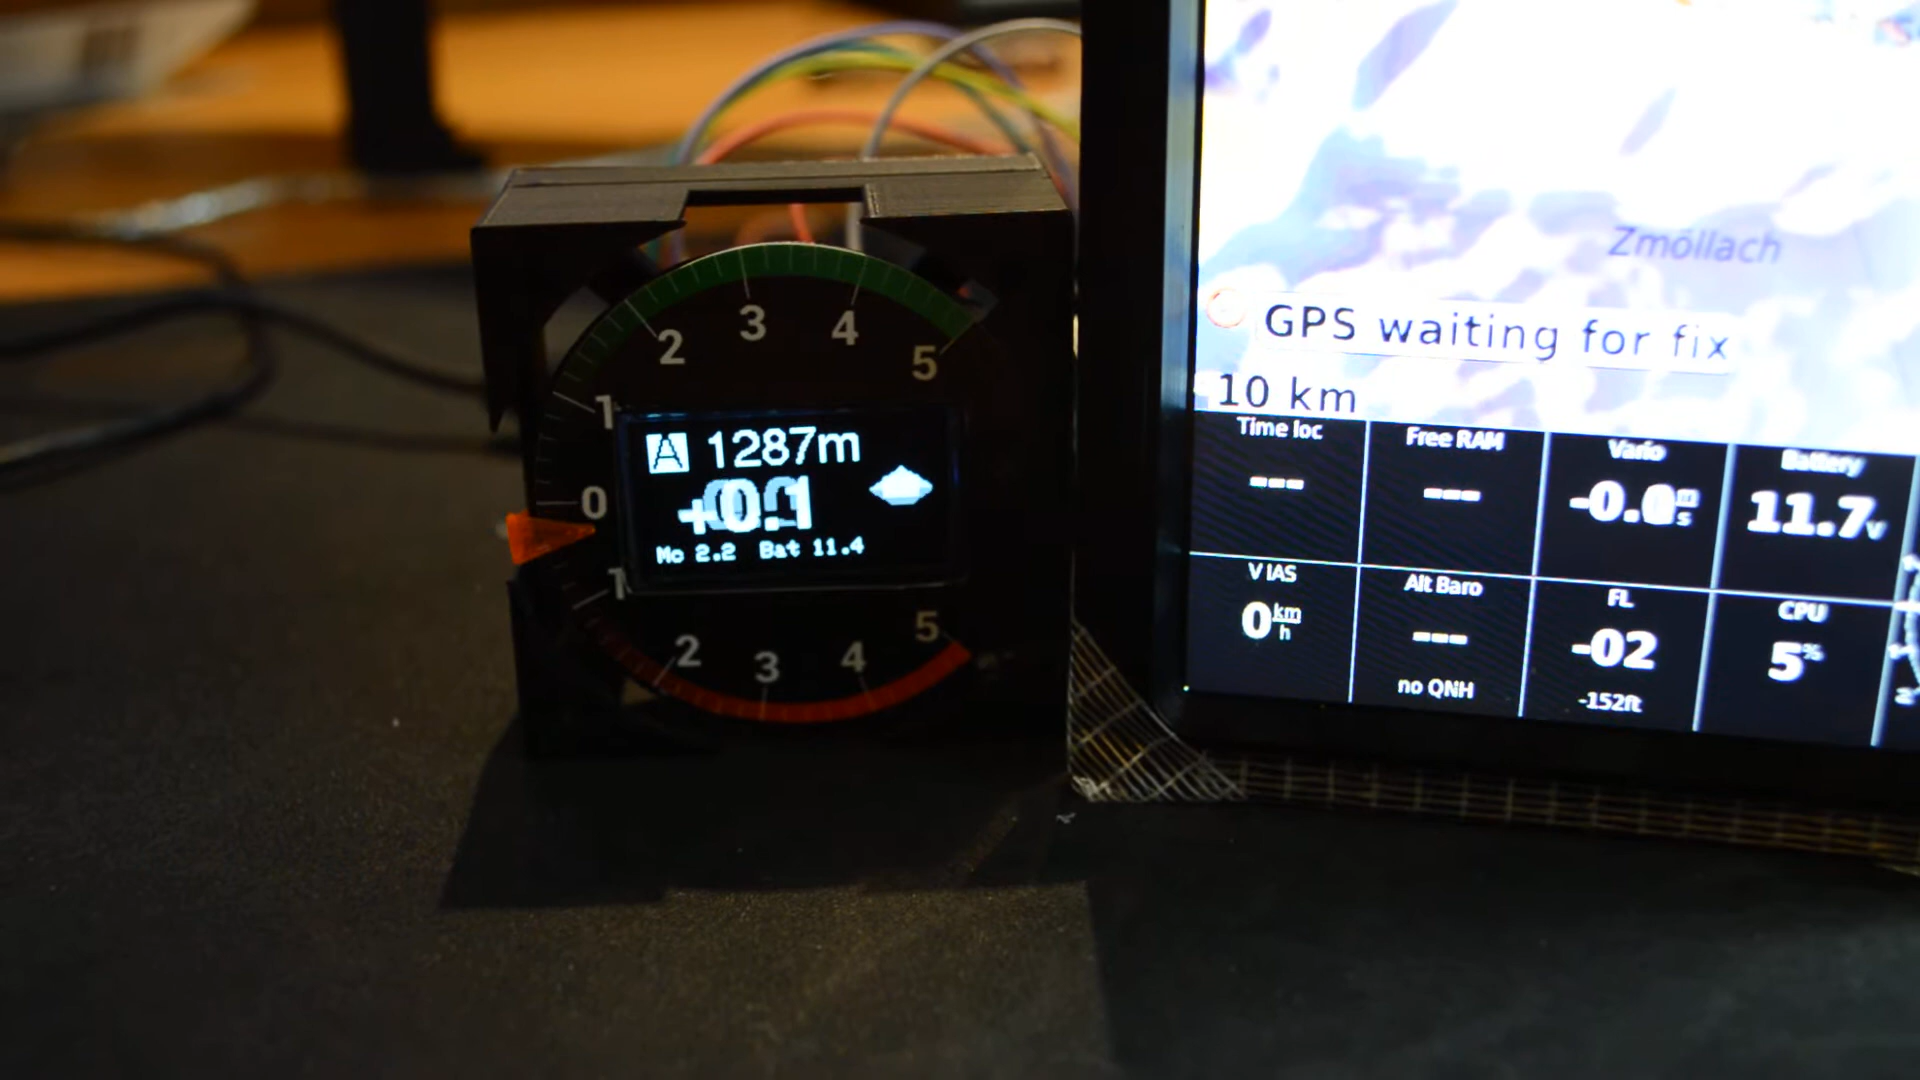 2
3
4
5
1
0
1
2
3
4
5
A 1287m
Mc 2.2 Bat 11.4
Zmöllach
GPS waiting for fix
10 km
Time loc
---
Free RAM
---
Vario
-0.0 m/s
Battery
11.7v
V IAS
0 km/h
Alt Baro
---
no QNH
FL
-02
-152ft
CPU
5%